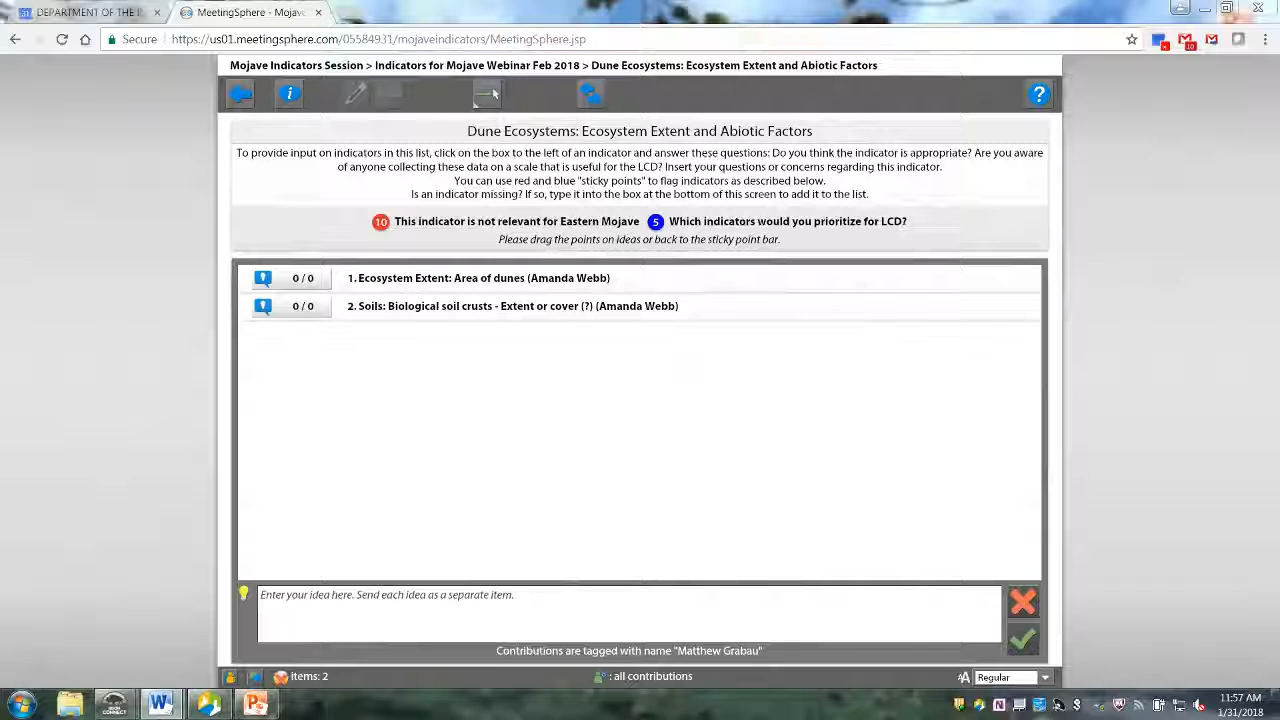 DEPARTMENT OF THE I
MeetingSphere - Mojav
Secure
https://us01.meetingsphere.com/05584931/mojaveindicators/MeetingSphere.jsp
10
Mojave Indicators Session > Indicators for Mojave Webinar Feb 2018 > Dune Ecosystems: Ecosystem Extent and Abiotic Factors
Dune Ecosystems: Ecosystem Extent and Abiotic Factors
To provide input on indicators in this list, click on the box to the left of an indicator and answer these questions: Do you think the indicator is appropriate? Are you aware
of anyone collecting these data on a scale that is useful for the LCD? Insert your questions or concerns regarding this indicator.
You can use red and blue "sticky points" to flag indicators as described below.
Is an indicator missing? If so, type it into the box at the bottom of this screen to add it to the list.
10 This indicator is not relevant for Eastern Mojave 5 Which indicators would you prioritize for LCD?
Please drag the points on ideas or back to the sticky point bar.
0 / 0 1. Ecosystem Extent: Area of dunes (Amanda Webb)
0 / 0 2. Soils: Biological soil crusts - Extent or cover (?) (Amanda Webb)
Enter your idea here. Send each idea as a separate item.
Contributions are tagged with name "Matthew Grabau"
items: 2
: all contributions
Regular
11:57 AM
1/31/2018